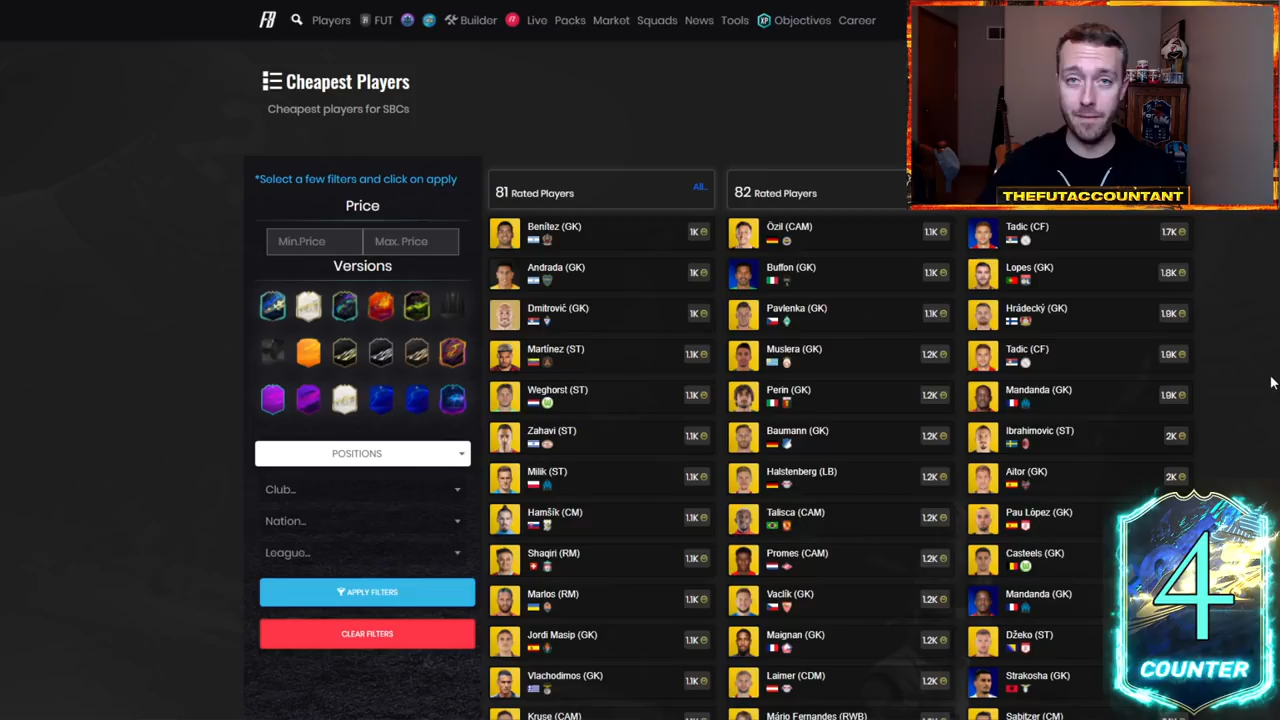 FB Players FUT Builder Live Packs Market Squads News Tools XP Objectives Career
Cheapest Players
Cheapest players for SBCs
THEFUTACCOUNTANT
*Select a few filters and click on apply
Price
Min.Price Max. Price
Versions
POSITIONS
Club...
Nation...
League...
APPLY FILTERS
CLEAR FILTERS
81 Rated Players All..
Benítez (GK) 1K
Andrada (GK) 1K
Dmitrović (GK) 1K
Martínez (ST) 1.1K
Weghorst (ST) 1.1K
Zahavi (ST) 1.1K
Milik (ST) 1.1K
Hamšík (CM) 1.1K
Shaqiri (RM) 1.1K
Marlos (RM) 1.1K
Jordi Masip (GK) 1.1K
Vlachodimos (GK) 1.1K
Kruse (CAM)
82 Rated Players
Özil (CAM) 1.1K
Buffon (GK) 1.1K
Pavlenka (GK) 1.1K
Muslera (GK) 1.2K
Perin (GK) 1.2K
Baumann (GK) 1.2K
Halstenberg (LB) 1.2K
Talisca (CAM) 1.2K
Promes (CAM) 1.2K
Vaclík (GK) 1.2K
Maignan (GK) 1.2K
Laimer (CDM) 1.2K
Mário Fernandes (RWB)
Tadic (CF) 1.7K
Lopes (GK) 1.8K
Hrádecký (GK) 1.9K
Tadic (CF) 1.9K
Mandanda (GK) 1.9K
Ibrahimovic (ST) 2K
Aitor (GK) 2K
Pau López (GK)
Casteels (GK)
Mandanda (GK)
Džeko (ST)
Strakosha (GK)
Sabitzer (CM)
4
COUNTER